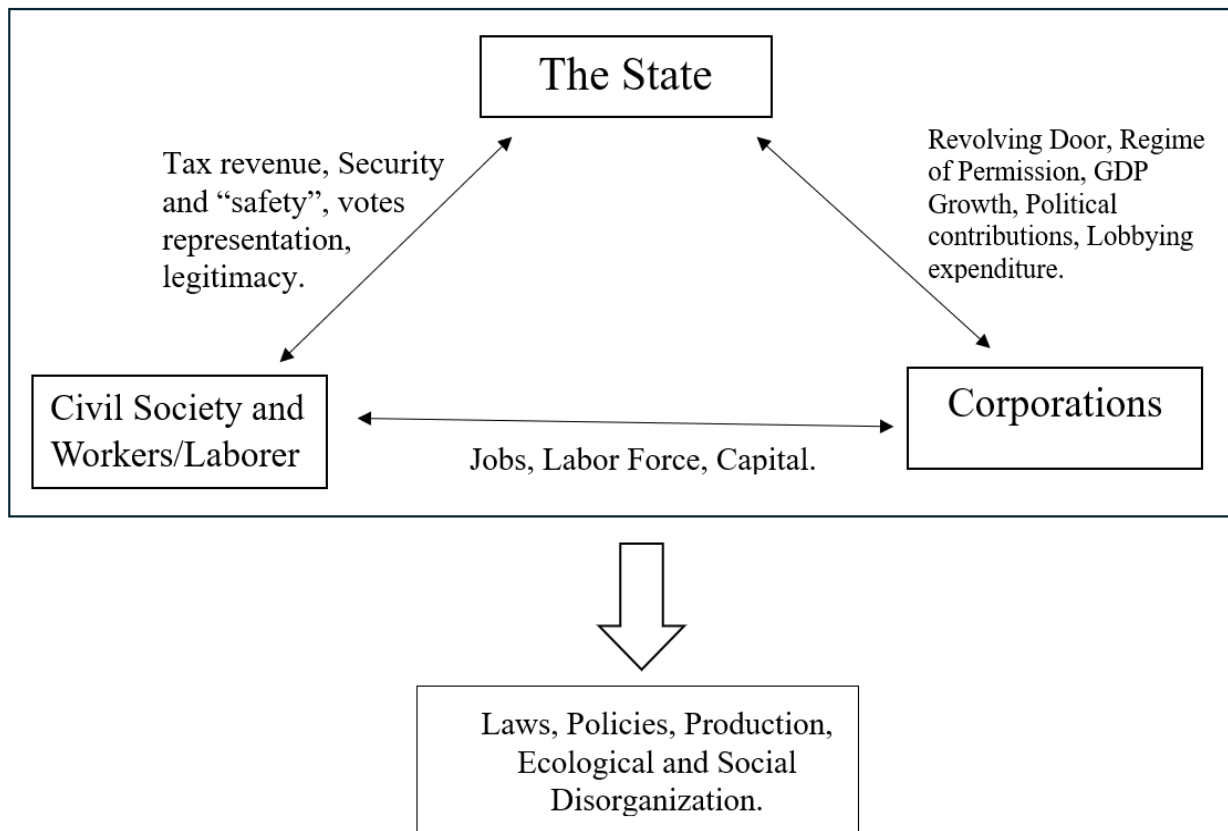 The State
Tax revenue, Security
and “safety”, votes
representation,
legitimacy.
Revolving Door, Regime
of Permission, GDP
Growth, Political
contributions, Lobbying
expenditure.
Civil Society and
Workers/Laborer
Corporations
Jobs, Labor Force, Capital.
Laws, Policies, Production,
Ecological and Social
Disorganization.